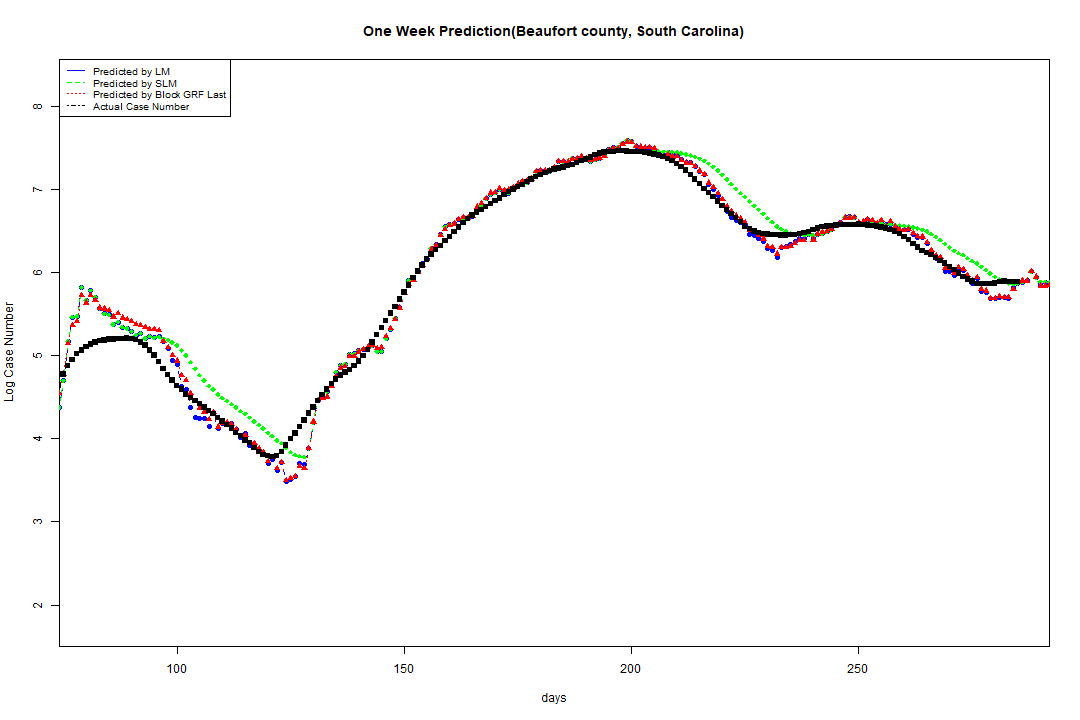 One Week Prediction(Beaufort county, South Carolina)
Predicted by LM
Predicted by SLM
Predicted by Block GRF Last
Actual Case Number
8
7
6
5
4
3
2
Log Case Number
100 150 200 250
days